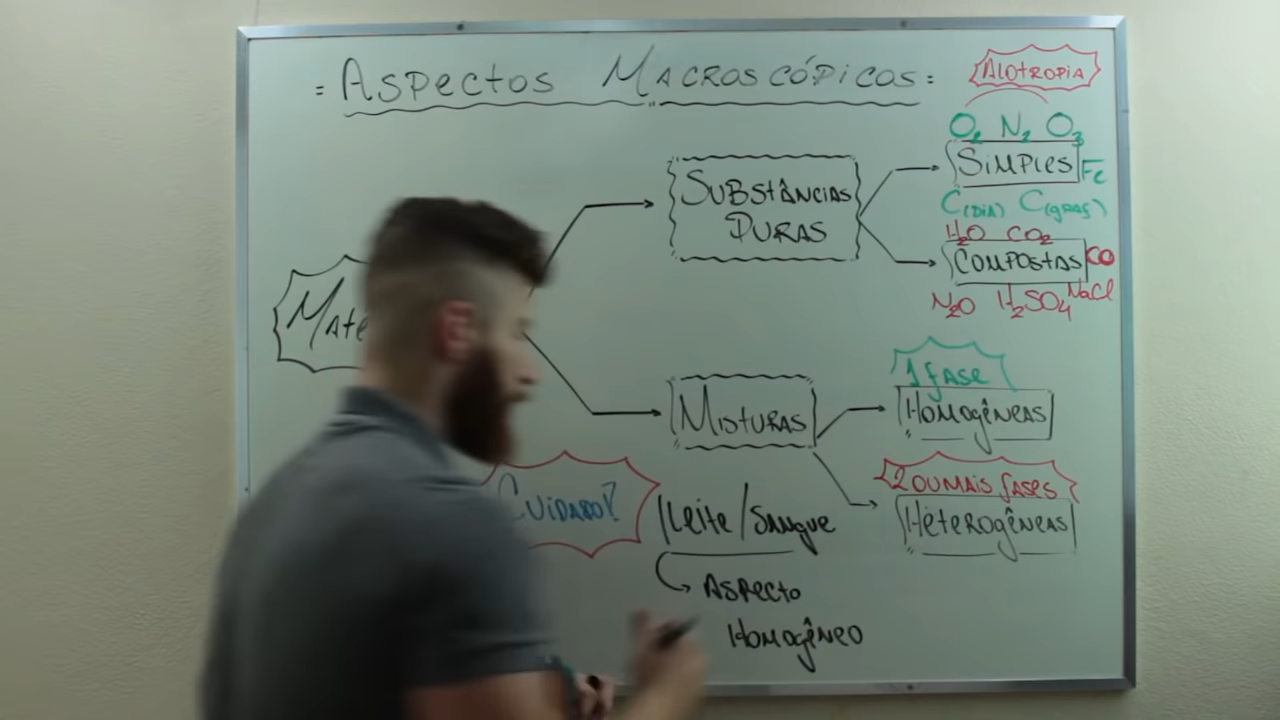 = Aspectos Macroscópicos =
Alotropia
O2 N2 O3
Simples Fe
C(DIA) C(graf)
Substâncias
Puras
H2O CO2
Compostas CO
N2O H2SO4 NaCl
Mate
1 fase
Homogêneas
Misturas
2 ou mais fases
Heterogêneas
Cuidado!
Leite/Sangue
Aspecto
Homogêneo